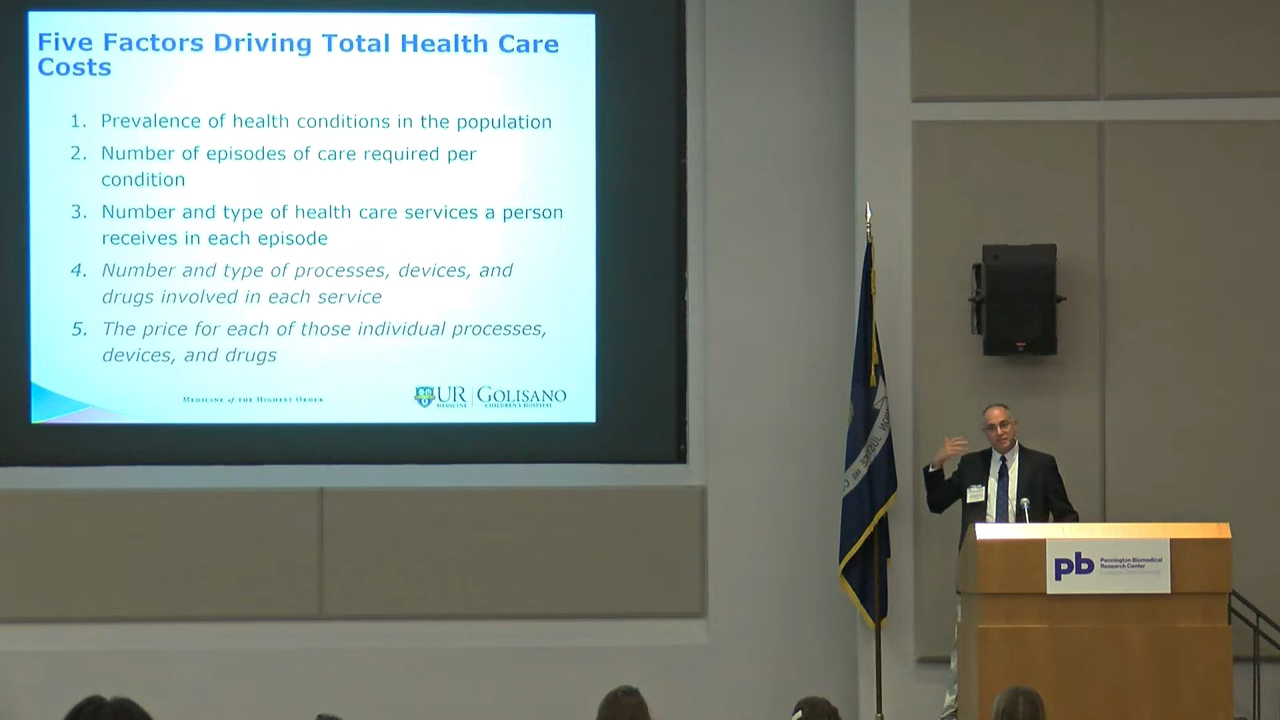 Five Factors Driving Total Health Care
Costs
1. Prevalence of health conditions in the population
2. Number of episodes of care required per
condition
3. Number and type of health care services a person
receives in each episode
4. Number and type of processes, devices, and
drugs involved in each service
5. The price for each of those individual processes,
devices, and drugs
MEDICINE of THE HIGHEST ORDER
UR
MEDICINE
GOLISANO
CHILDREN'S HOSPITAL
JUSTICE
pb
Pennington Biomedical
Research Center